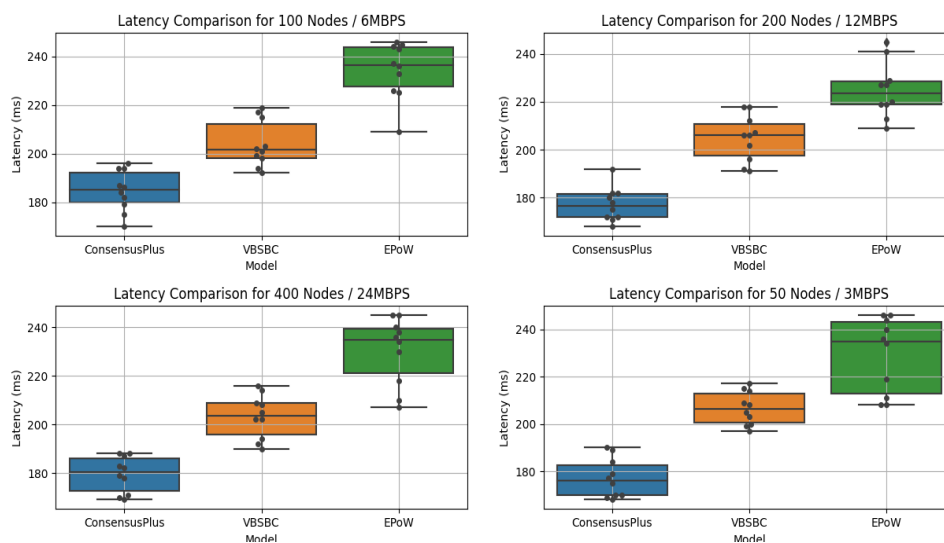 Latency Comparison for 100 Nodes / 6MBPS
Latency (ms)
240
220
200
180
ConsensusPlus VBSBC EPoW
Model
Latency Comparison for 200 Nodes / 12MBPS
Latency (ms)
240
220
200
180
ConsensusPlus VBSBC EPoW
Model
Latency Comparison for 400 Nodes / 24MBPS
Latency (ms)
240
220
200
180
ConsensusPlus VBSBC EPoW
Model
Latency Comparison for 50 Nodes / 3MBPS
Latency (ms)
240
220
200
180
ConsensusPlus VBSBC EPoW
Model